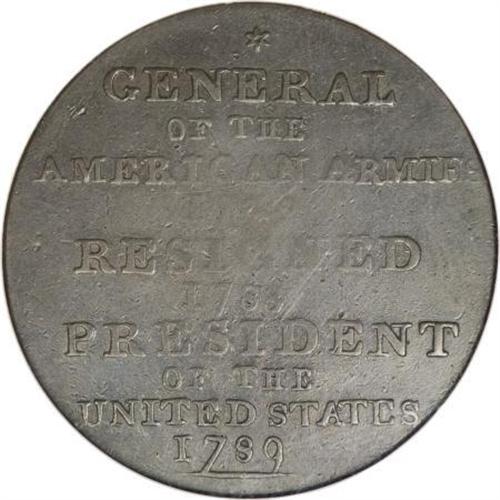 GENERAL
OF THE
AMERICAN ARMIES
RESIGNED
PRESIDENT
OF THE
UNITED STATES
1789